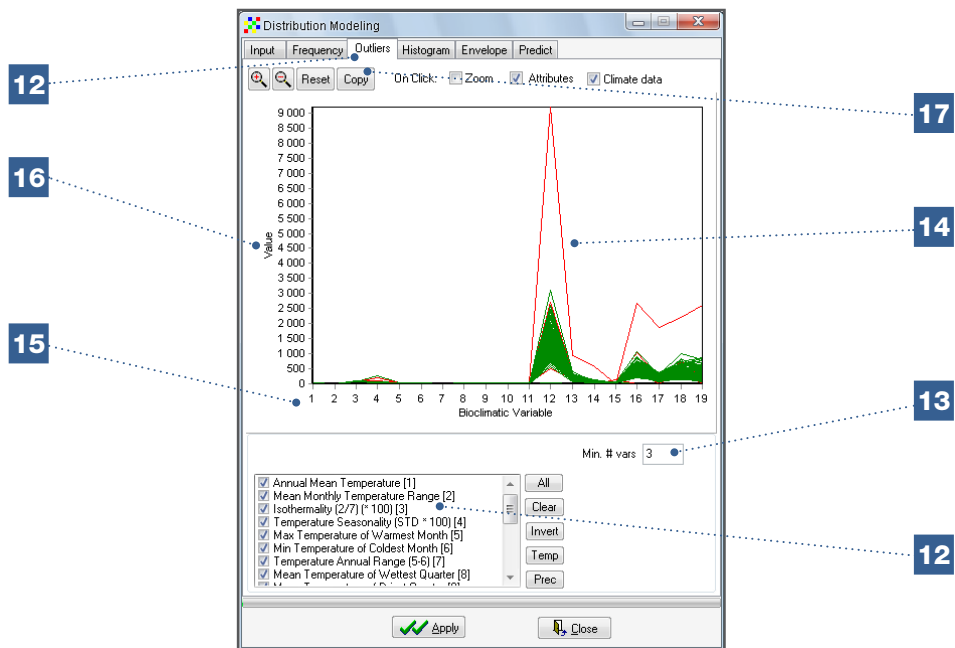 Distribution Modeling
Input Frequency Outliers Histogram Envelope Predict
12
Reset Copy On Click: Zoom Attributes Climate data
17
9 000
8 500
8 000
7 500
7 000
6 500
6 000
5 500
5 000
4 500
4 000
3 500
3 000
2 500
2 000
1 500
1 000
500
0
Value
16
14
15
1 2 3 4 5 6 7 8 9 10 11 12 13 14 15 16 17 18 19
Bioclimatic Variable
13
Min. # vars 3
Annual Mean Temperature [1]
Mean Monthly Temperature Range [2]
Isothermality (2/7) (* 100) [3]
Temperature Seasonality (STD * 100) [4]
Max Temperature of Warmest Month [5]
Min Temperature of Coldest Month [6]
Temperature Annual Range (5-6) [7]
Mean Temperature of Wettest Quarter [8]
All
Clear
Invert
Temp
Prec
12
Apply Close